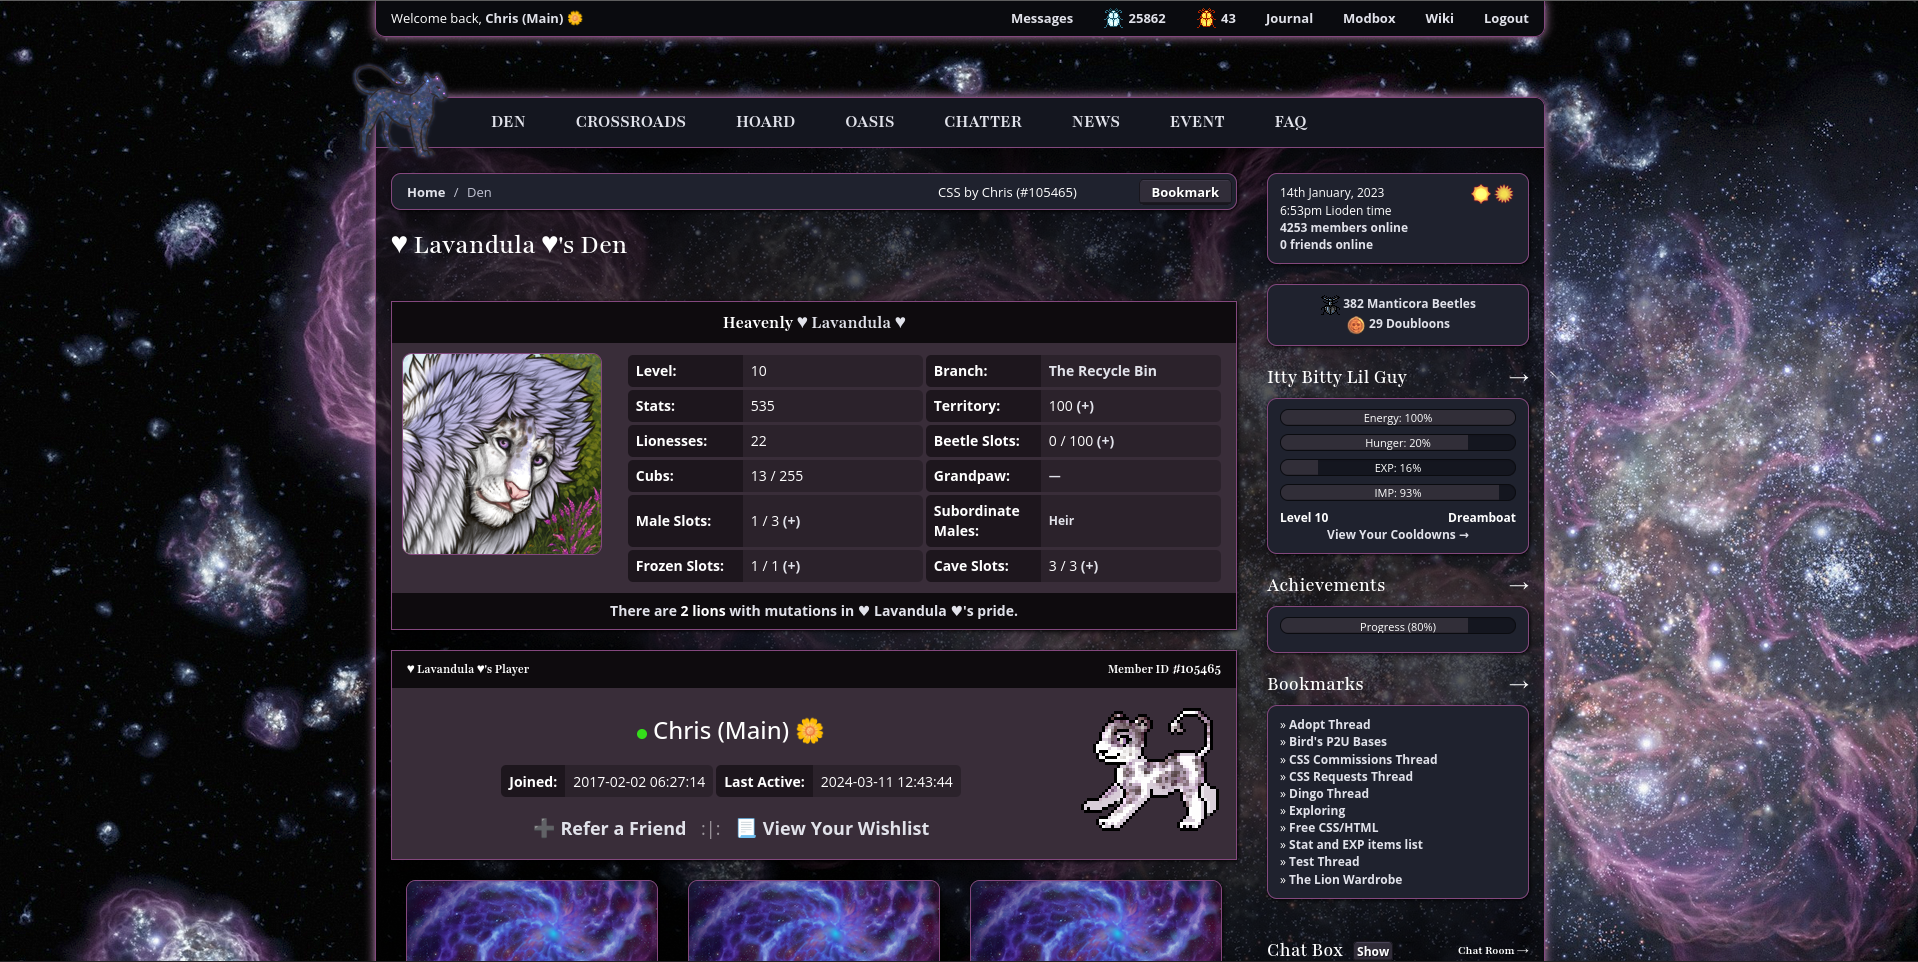 Welcome back, Chris (Main) 🌼
Messages 25862 43 Journal Modbox Wiki Logout
DEN CROSSROADS HOARD OASIS CHATTER NEWS EVENT FAQ
Home / Den CSS by Chris (#105465) Bookmark
♥ Lavandula ♥'s Den
Heavenly ♥ Lavandula ♥
Level: 10 Branch: The Recycle Bin
Stats: 535 Territory: 100 (+)
Lionesses: 22 Beetle Slots: 0 / 100 (+)
Cubs: 13 / 255 Grandpaw: —
Male Slots: 1 / 3 (+) Subordinate Males: Heir
Frozen Slots: 1 / 1 (+) Cave Slots: 3 / 3 (+)
There are 2 lions with mutations in ♥ Lavandula ♥'s pride.
♥ Lavandula ♥'s Player Member ID #105465
Chris (Main) 🌼
Joined: 2017-02-02 06:27:14 Last Active: 2024-03-11 12:43:44
➕ Refer a Friend :|: 📃 View Your Wishlist
14th January, 2023
6:53pm Lioden time
4253 members online
0 friends online
382 Manticora Beetles
29 Doubloons
Itty Bitty Lil Guy →
Energy: 100%
Hunger: 20%
EXP: 16%
IMP: 93%
Level 10 Dreamboat
View Your Cooldowns →
Achievements →
Progress (80%)
Bookmarks →
» Adopt Thread
» Bird's P2U Bases
» CSS Commissions Thread
» CSS Requests Thread
» Dingo Thread
» Exploring
» Free CSS/HTML
» Stat and EXP items list
» Test Thread
» The Lion Wardrobe
Chat Box Show Chat Room →